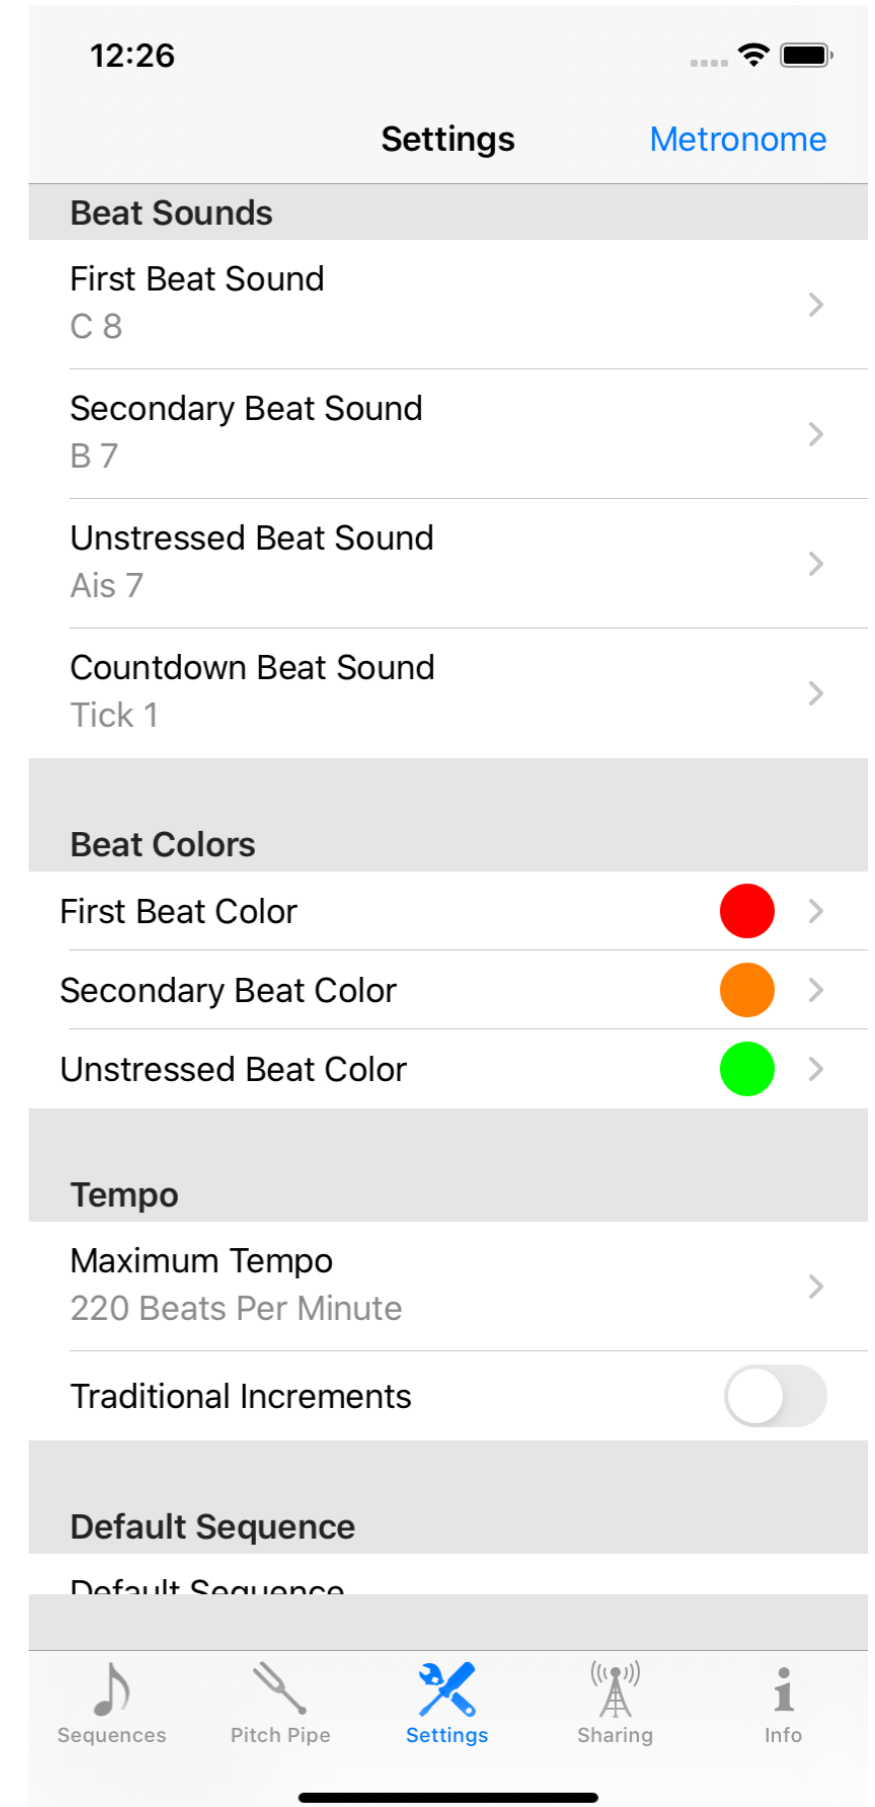 12:26
Settings
Metronome
Beat Sounds
First Beat Sound
C 8
Secondary Beat Sound
B 7
Unstressed Beat Sound
Ais 7
Countdown Beat Sound
Tick 1
Beat Colors
First Beat Color
Secondary Beat Color
Unstressed Beat Color
Tempo
Maximum Tempo
220 Beats Per Minute
Traditional Increments
Default Sequence
Default Sequence
Sequences
Pitch Pipe
Settings
Sharing
Info